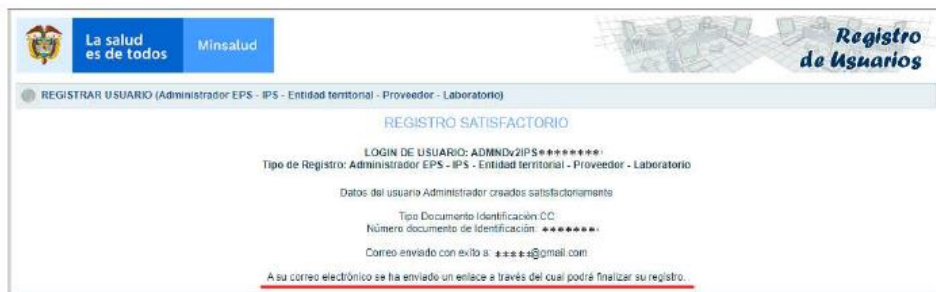 La salud
es de todos
Minsalud
Registro
de Usuarios
REGISTRAR USUARIO (Administrador EPS - IPS - Entidad territorial - Proveedor - Laboratorio)
REGISTRO SATISFACTORIO
LOGIN DE USUARIO: ADMNDv2IPS********
Tipo de Registro: Administrador EPS - IPS - Entidad territorial - Proveedor - Laboratorio
Datos del usuario Administrador creados satisfactoriamente
Tipo Documento Identificación:CC
Número documento de Identificación: *******
Correo enviado con exito a: *****@gmail.com
A su correo electrónico se ha enviado un enlace a través del cual podrá finalizar su registro.